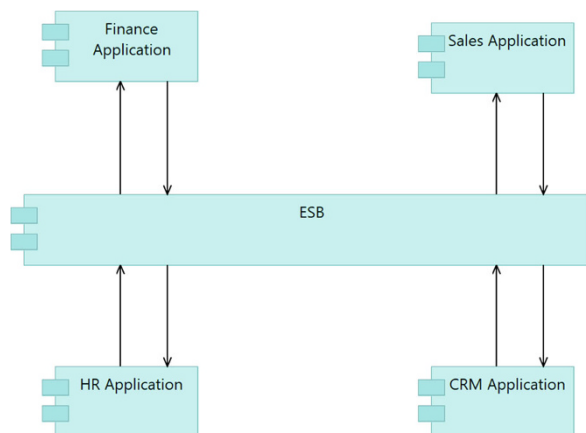 Finance
Application
Sales Application
ESB
HR Application
CRM Application